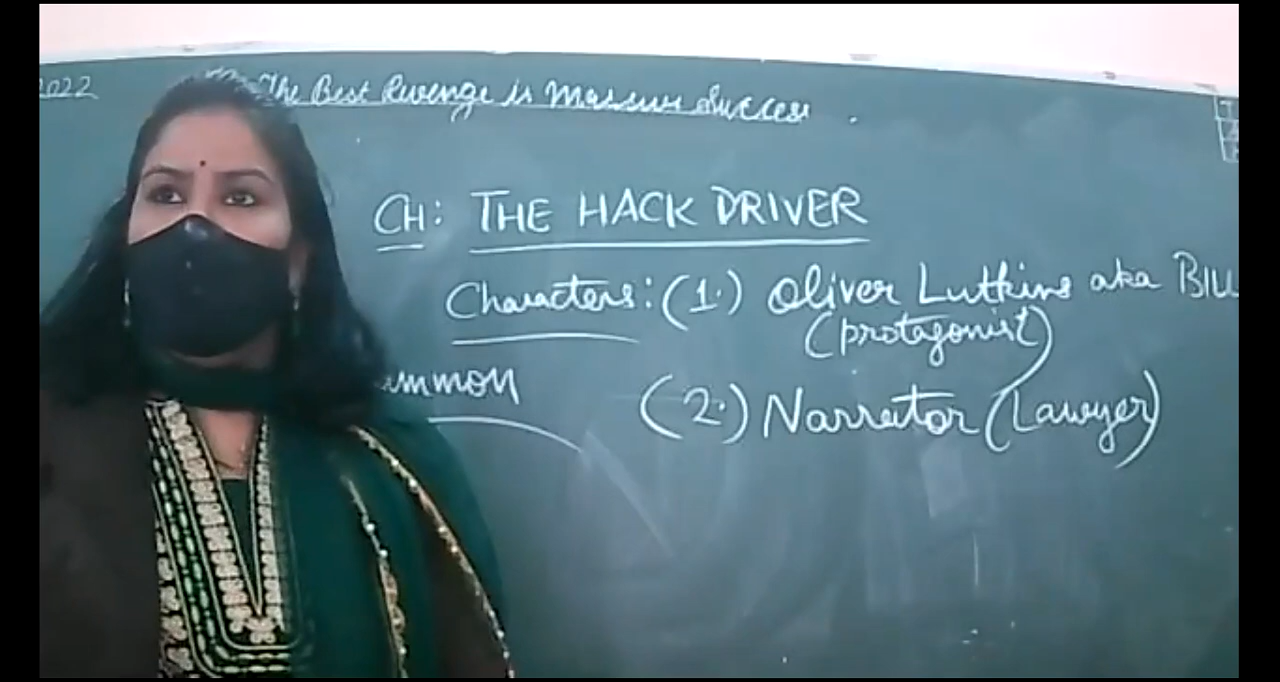 2022
The Best Revenge is Massive Success.
CH: THE HACK DRIVER
Characters: (1.) Oliver Lutkins aka BILL
(protagonist)
ummon
(2.) Narrator (Lawyer)